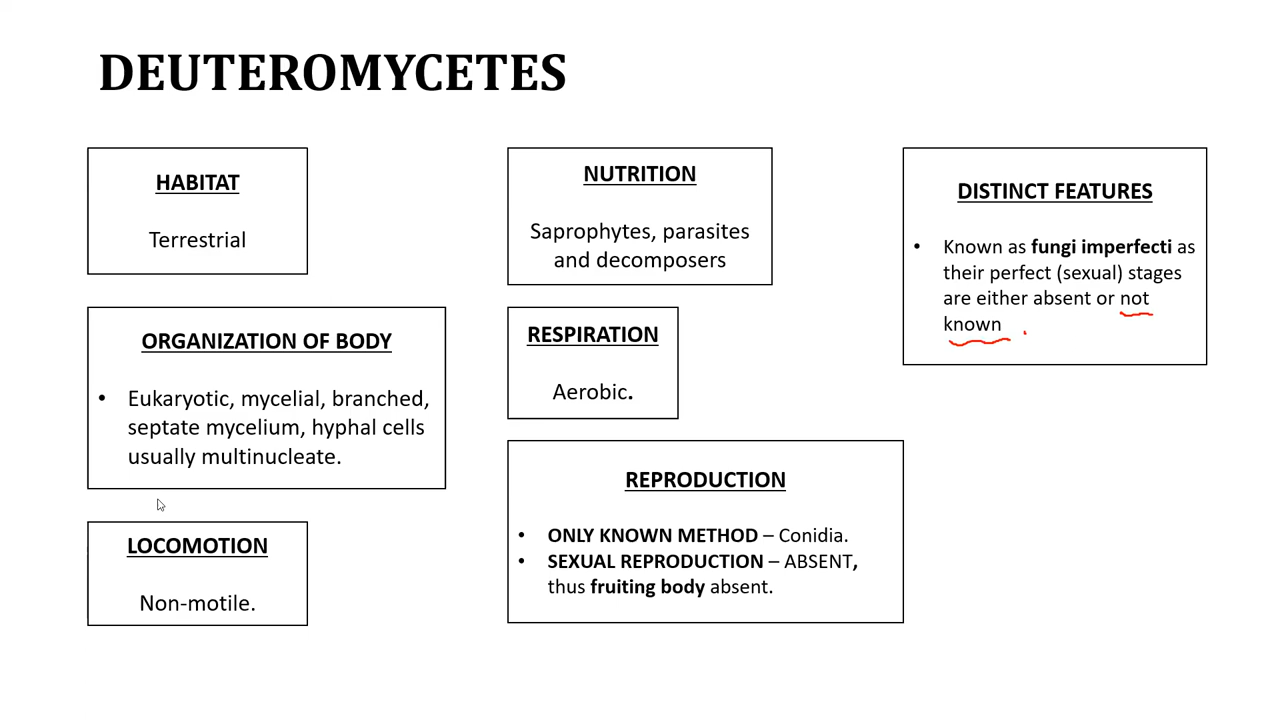 DEUTEROMYCETES
HABITAT
Terrestrial
ORGANIZATION OF BODY
• Eukaryotic, mycelial, branched,
septate mycelium, hyphal cells
usually multinucleate.
LOCOMOTION
Non-motile.
NUTRITION
Saprophytes, parasites
and decomposers
RESPIRATION
Aerobic.
REPRODUCTION
• ONLY KNOWN METHOD – Conidia.
• SEXUAL REPRODUCTION – ABSENT,
thus fruiting body absent.
DISTINCT FEATURES
• Known as fungi imperfecti as
their perfect (sexual) stages
are either absent or not
known